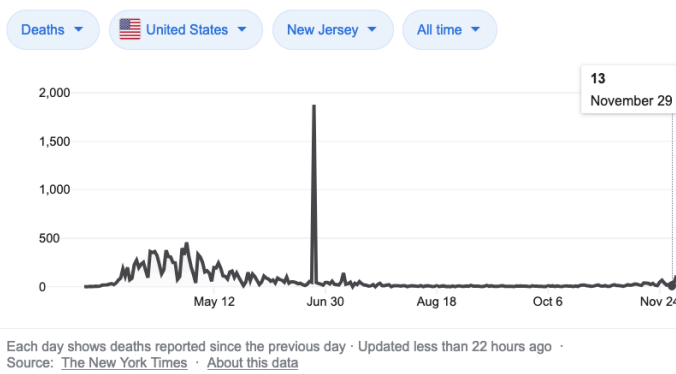 Deaths United States New Jersey All time
13
November 29
2,000
1,500
1,000
500
0
May 12 Jun 30 Aug 18 Oct 6 Nov 24
Each day shows deaths reported since the previous day · Updated less than 22 hours ago ·
Source: The New York Times · About this data